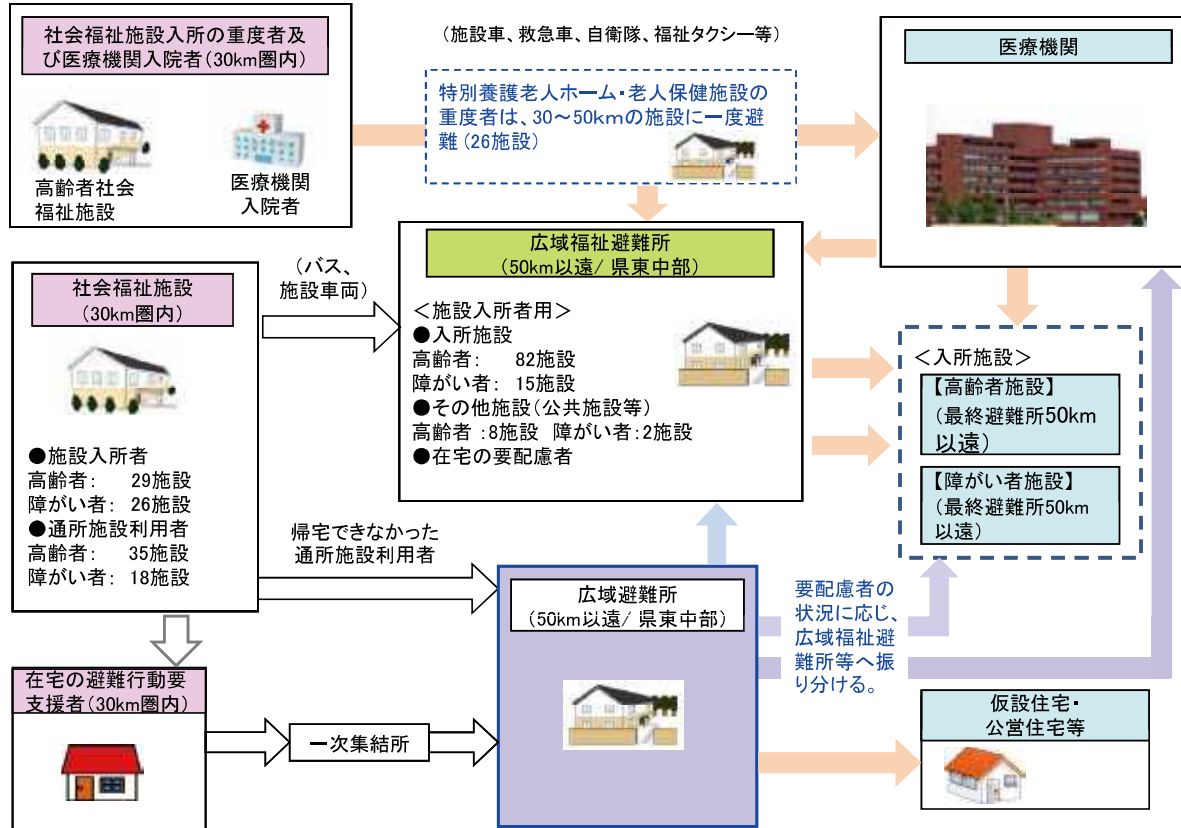 社会福祉施設入所の重度者及
び医療機関入院者(30km圏内)
高齢者社会
福祉施設
医療機関
入院者
(施設車、救急車、自衛隊、福祉タクシー等)
特別養護老人ホーム・老人保健施設の
重度者は、30～50kmの施設に一度避
難(26施設)
医療機関
社会福祉施設
(30km圏内)
●施設入所者
高齢者: 29施設
障がい者: 26施設
●通所施設利用者
高齢者: 35施設
障がい者: 18施設
(バス、
施設車両)
広域福祉避難所
(50km以遠/ 県東中部)
＜施設入所者用＞
●入所施設
高齢者: 82施設
障がい者: 15施設
●その他施設(公共施設等)
高齢者:8施設 障がい者:2施設
●在宅の要配慮者
＜入所施設＞
【高齢者施設】
(最終避難所50km
以遠)
【障がい者施設】
(最終避難所50km
以遠)
帰宅できなかった
通所施設利用者
広域避難所
(50km以遠/ 県東中部)
要配慮者の
状況に応じ、
広域福祉避
難所等へ振
り分ける。
在宅の避難行動要
支援者(30km圏内)
一次集結所
仮設住宅・
公営住宅等